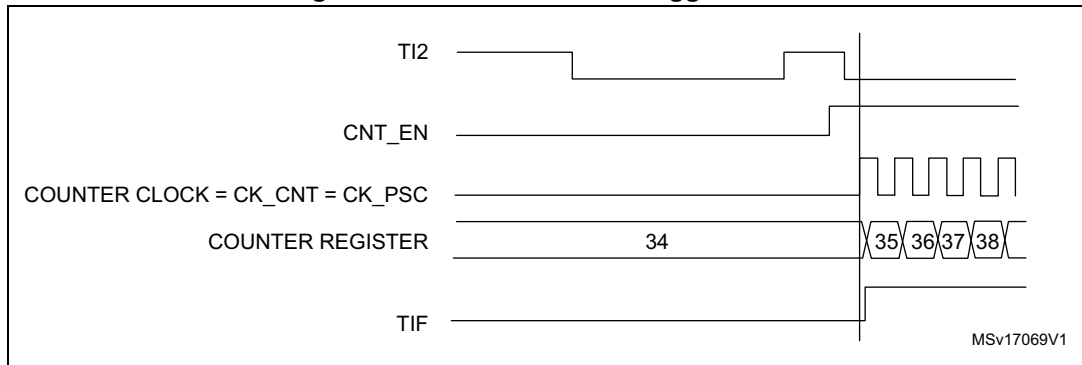 TI2
CNT_EN
COUNTER CLOCK = CK_CNT = CK_PSC
COUNTER REGISTER 34 35 36 37 38
TIF
MSv17069V1